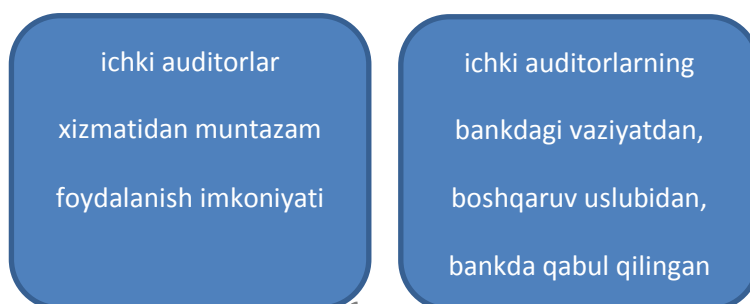 ichki auditorlar
xizmatidan muntazam
foydalanish imkoniyati
ichki auditorlarning
bankdagi vaziyatdan,
boshqaruv uslubidan,
bankda qabul qilingan